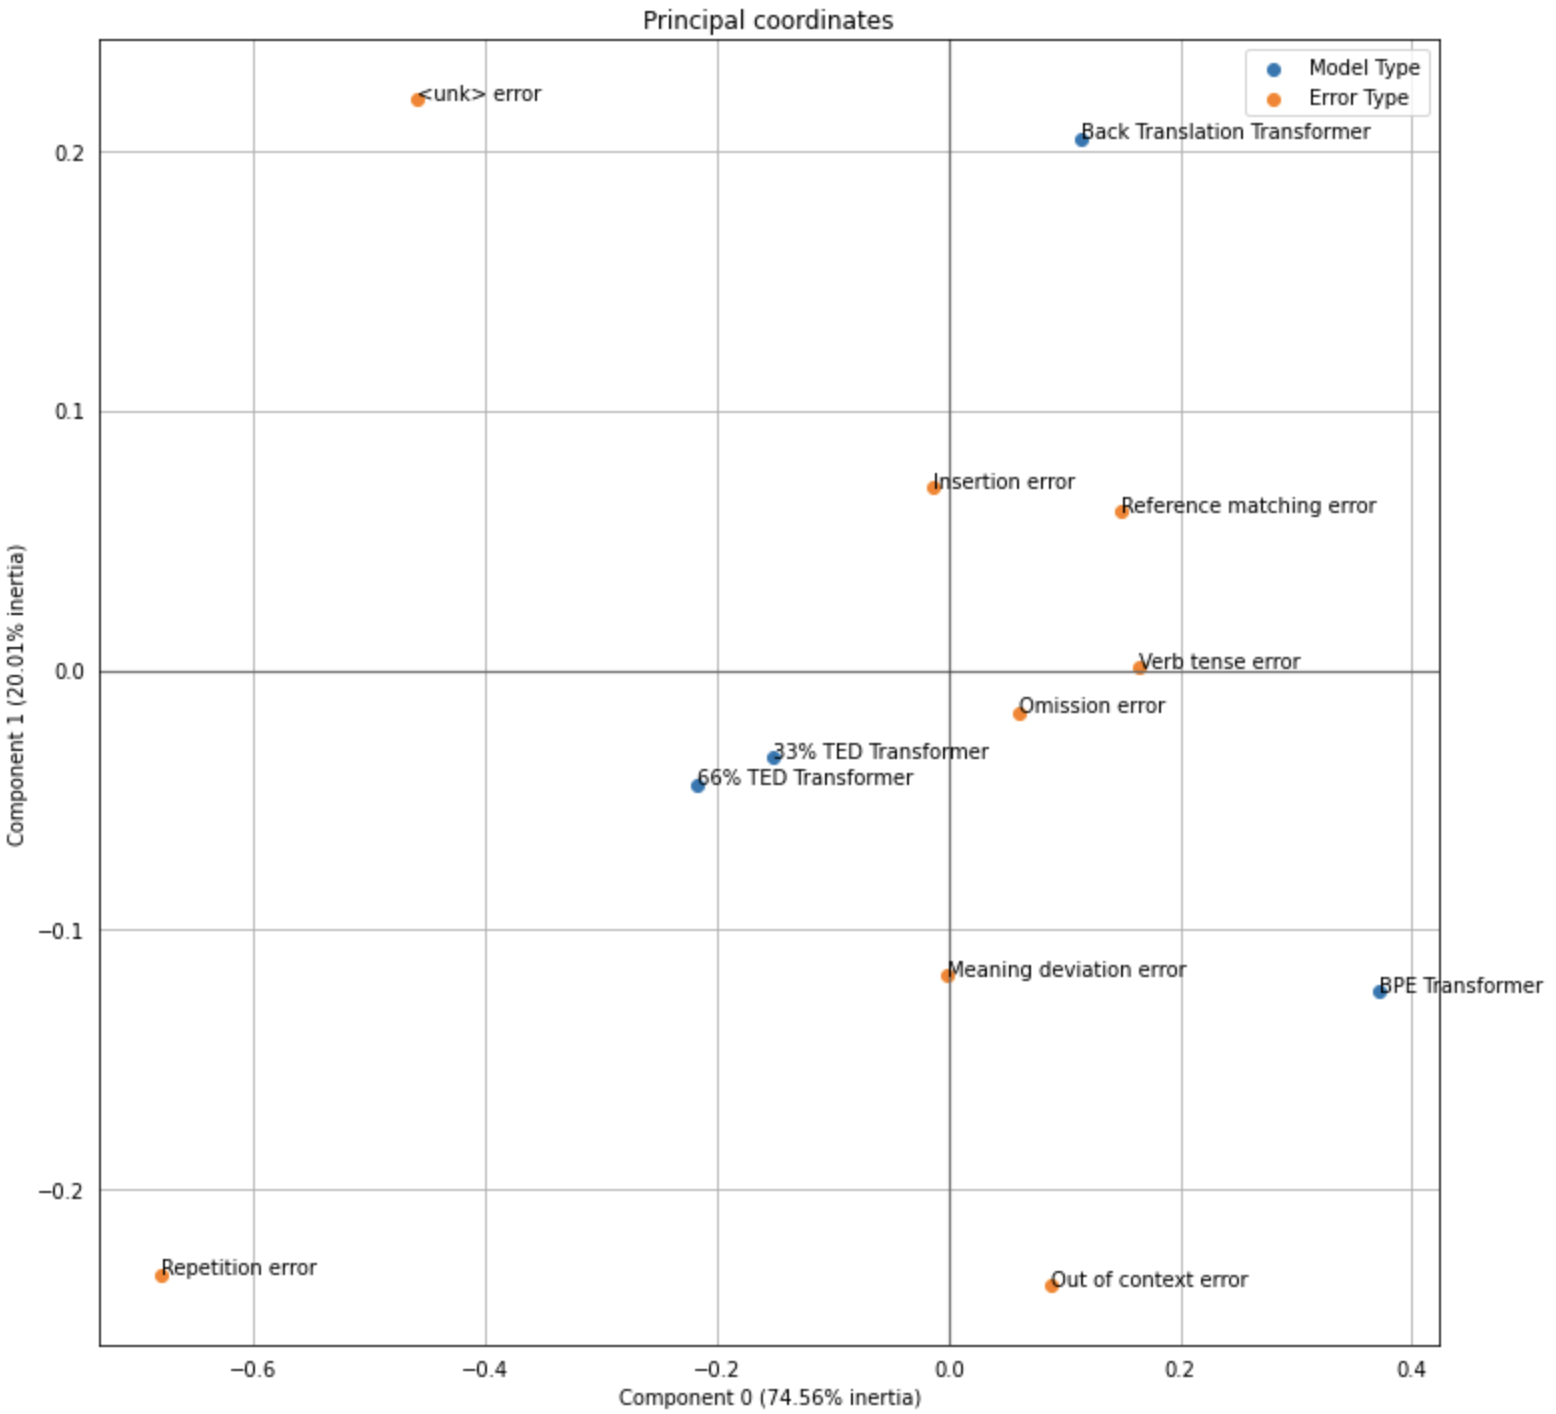 Principal coordinates
Model Type
Error Type
<unk> error
Back Translation Transformer
Insertion error
Reference matching error
Verb tense error
Omission error
33% TED Transformer
66% TED Transformer
Meaning deviation error
BPE Transformer
Repetition error
Out of context error
0.2
0.1
0.0
−0.1
−0.2
Component 1 (20.01% inertia)
−0.6 −0.4 −0.2 0.0 0.2 0.4
Component 0 (74.56% inertia)